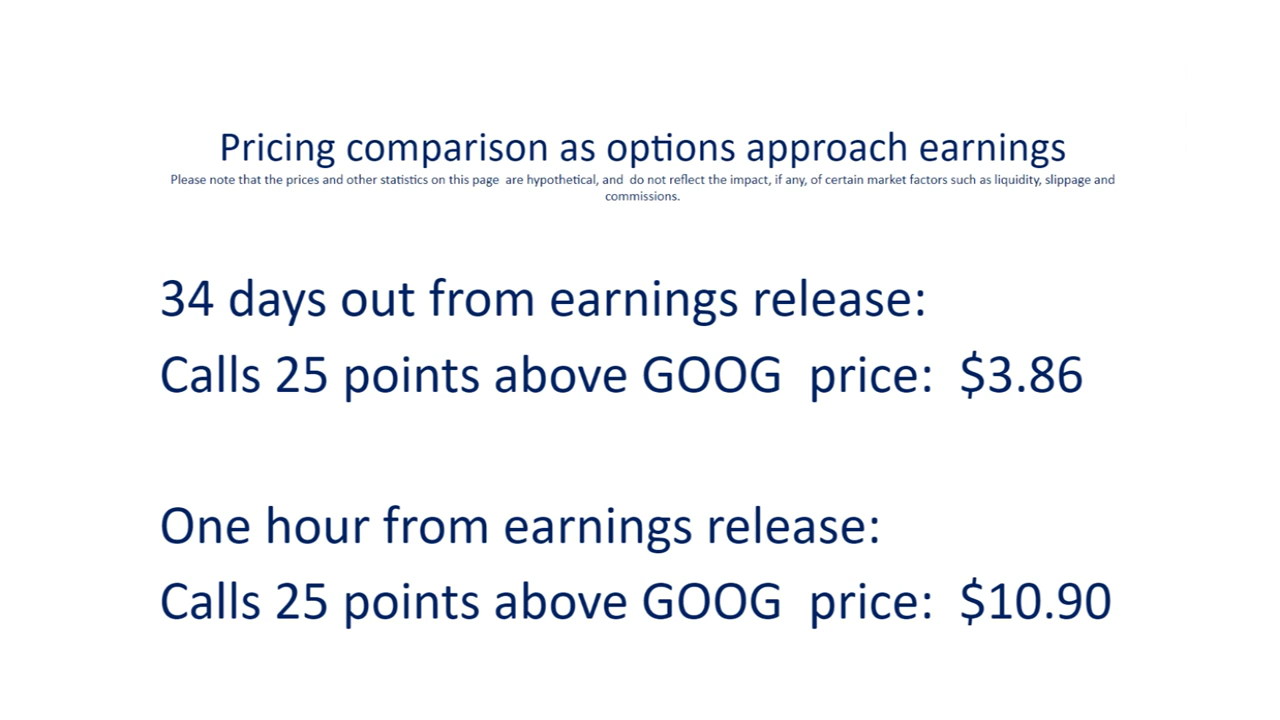 Pricing comparison as options approach earnings
Please note that the prices and other statistics on this page  are hypothetical, and  do not reflect the impact, if any, of certain market factors such as liquidity, slippage and
commissions.
34 days out from earnings release:
Calls 25 points above GOOG  price:  $3.86
One hour from earnings release:
Calls 25 points above GOOG  price:  $10.90